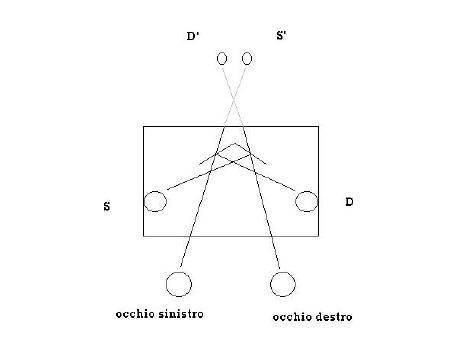 D' S'
S D
occhio sinistro
occhio destro